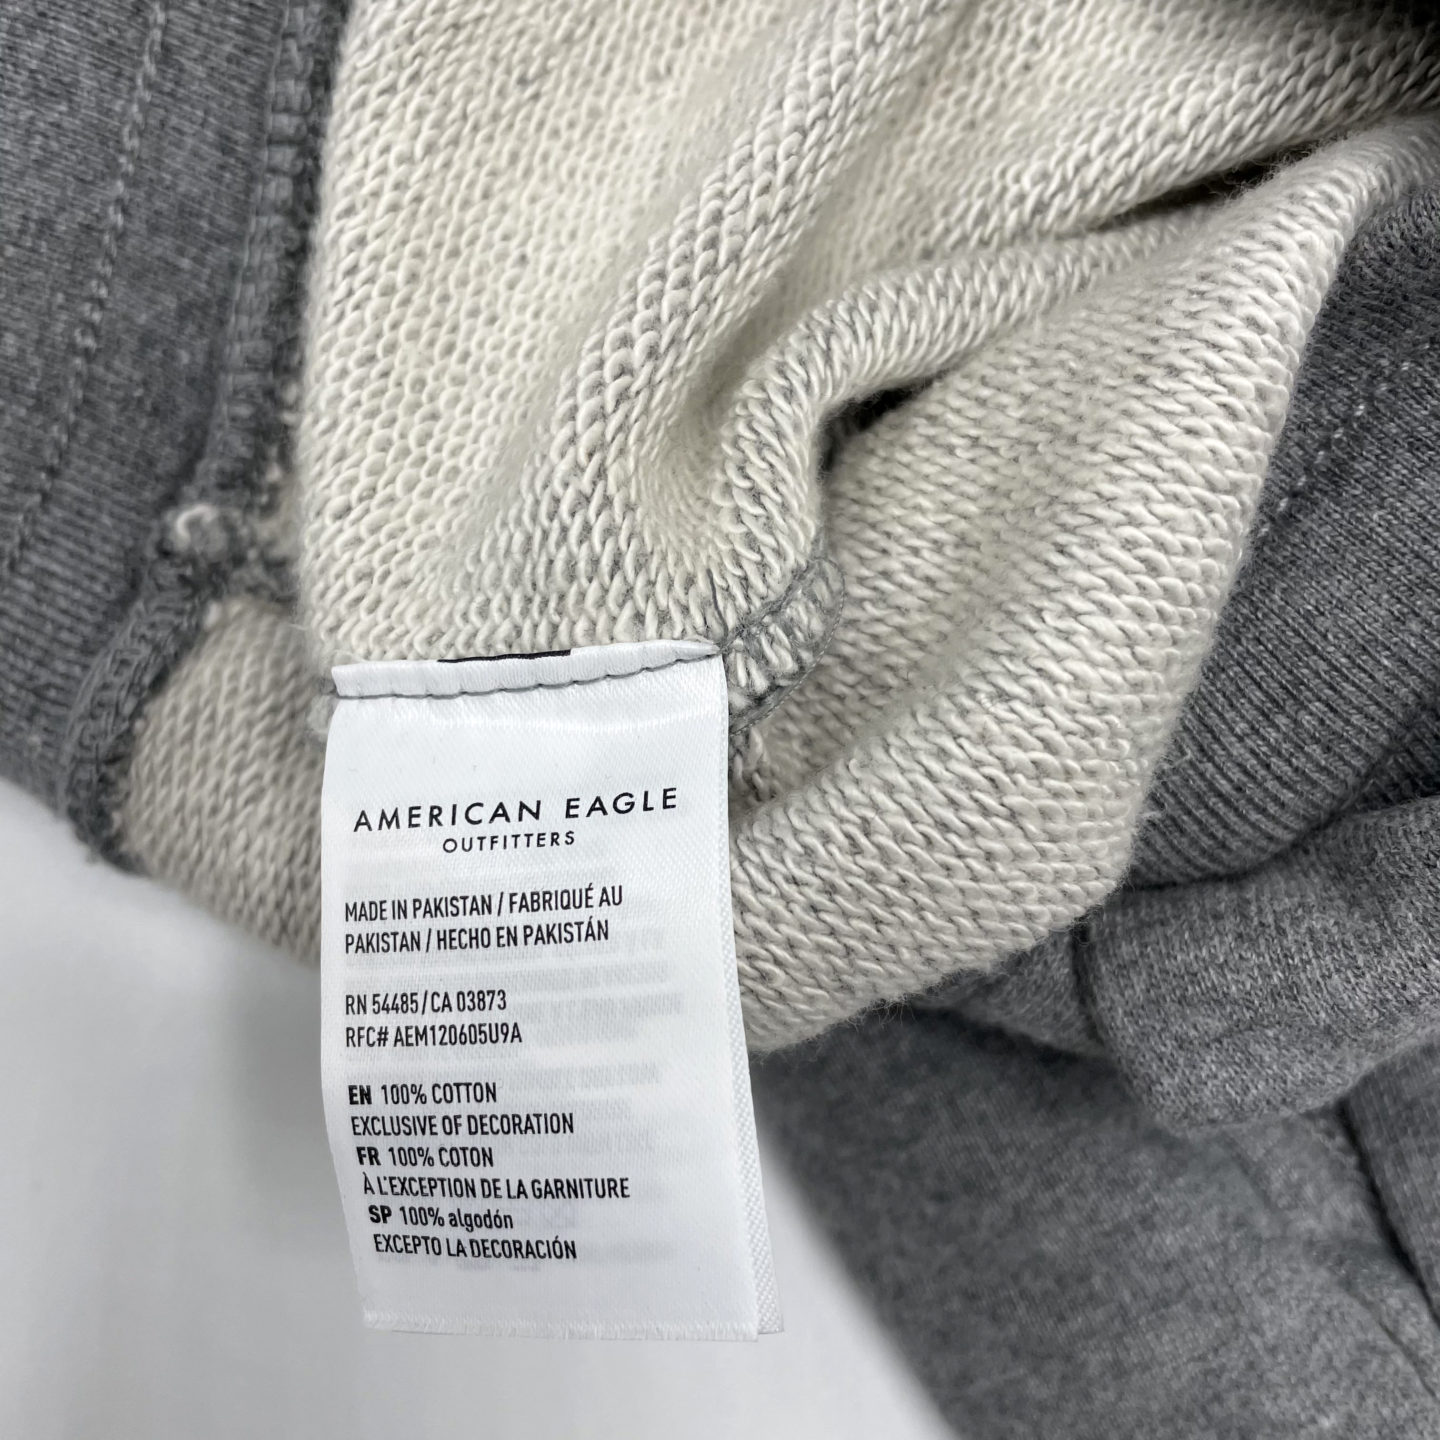 AMERICAN EAGLE
OUTFITTERS
MADE IN PAKISTAN / FABRIQUÉ AU
PAKISTAN / HECHO EN PAKISTÁN
RN 54485/CA 03873
RFC# AEM120605U9A
EN 100% COTTON
EXCLUSIVE OF DECORATION
FR 100% COTON
À L'EXCEPTION DE LA GARNITURE
SP 100% algodón
EXCEPTO LA DECORACIÓN